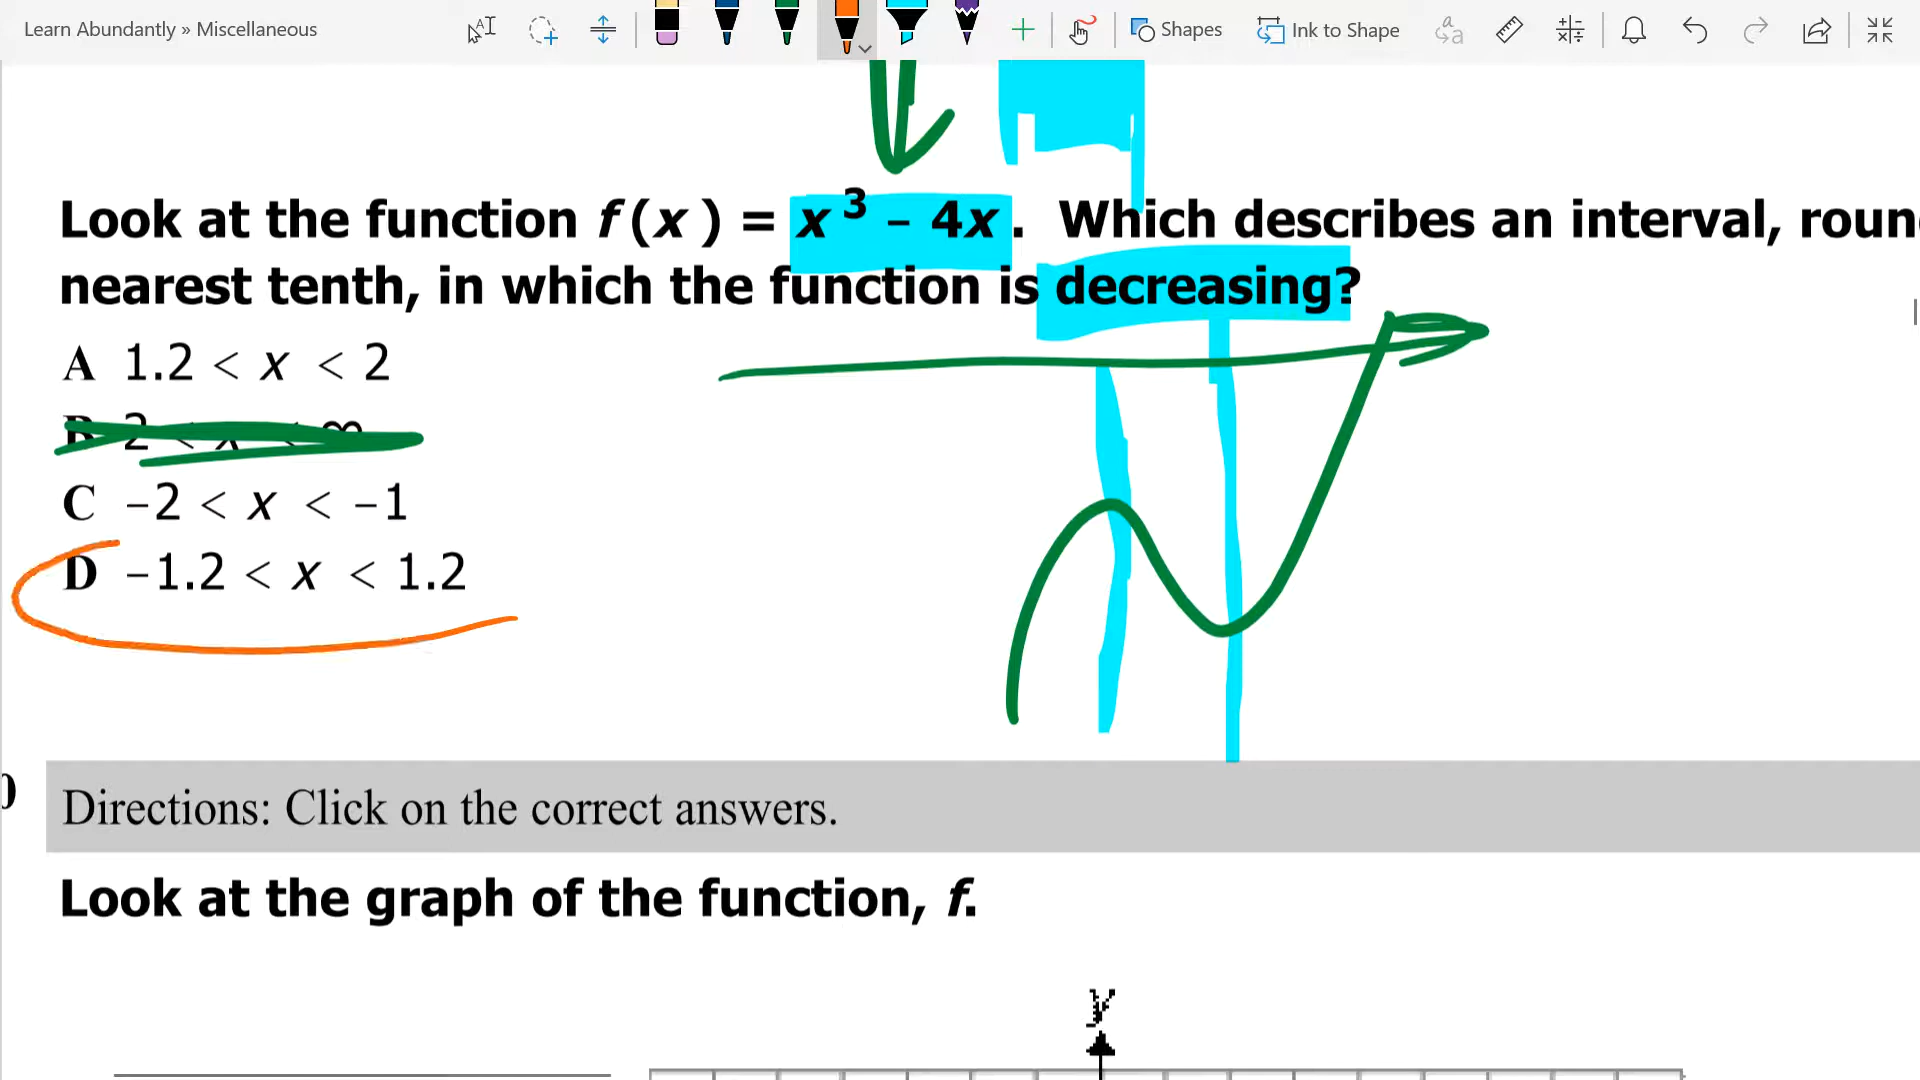 Learn Abundantly » Miscellaneous
Shapes
Ink to Shape
Look at the function f(x) = x³ – 4x. Which describes an interval, roun
nearest tenth, in which the function is decreasing?
A 1.2 < x < 2
B 2 < x < ∞
C –2 < x < –1
D –1.2 < x < 1.2
0
Directions: Click on the correct answers.
Look at the graph of the function, f.
y